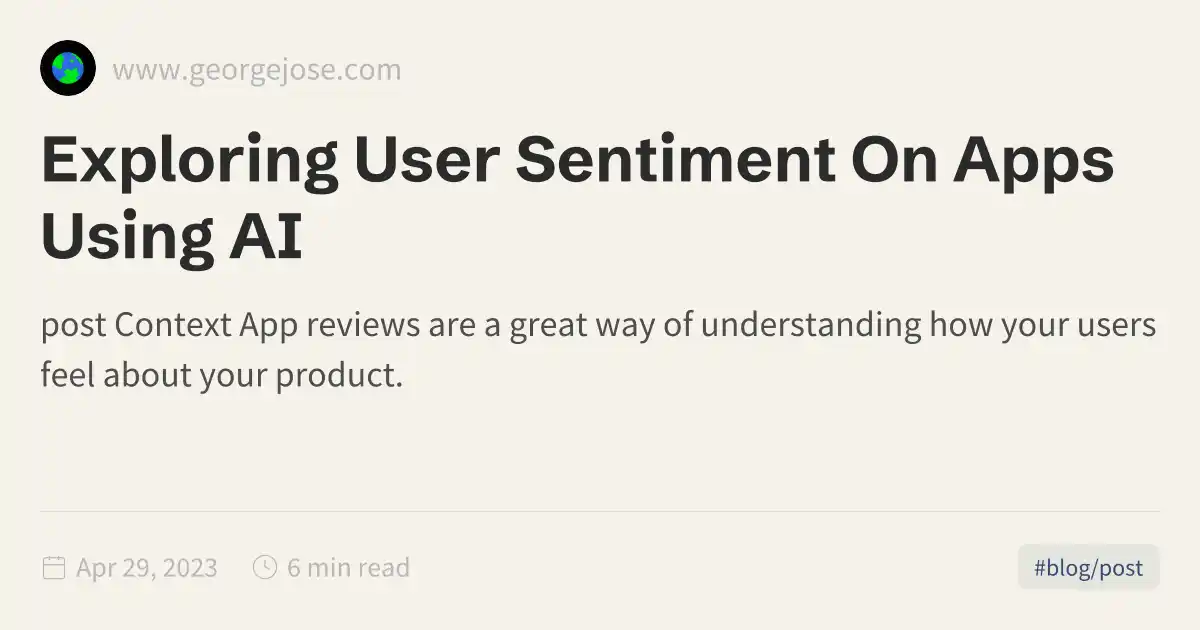 www.georgejose.com
Exploring User Sentiment On Apps
Using AI
post Context App reviews are a great way of understanding how your users
feel about your product.
Apr 29, 2023
6 min read
#blog/post